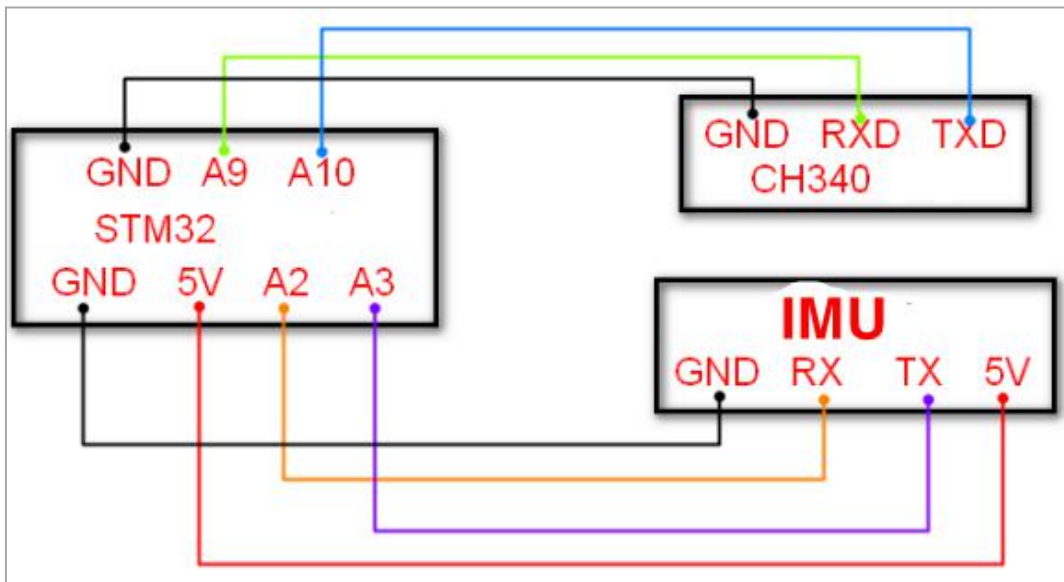 GND A9 A10
STM32
GND 5V A2 A3
GND RXD TXD
CH340
IMU
GND RX TX 5V